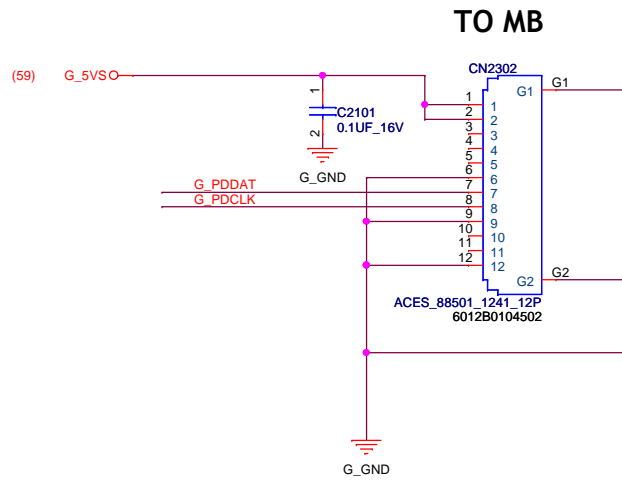 TO MB
(59) G_5VS
CN2302
G1
G1
1
C2101
0.1UF_16V
2
G_GND
1 1
2 2
3 3
4 4
5 5
6 6
G_PDDAT 7 7
G_PDCLK 8 8
9 9
10 10
11 11
12 12
G2
G2
ACES_88501_1241_12P
6012B0104502
G_GND